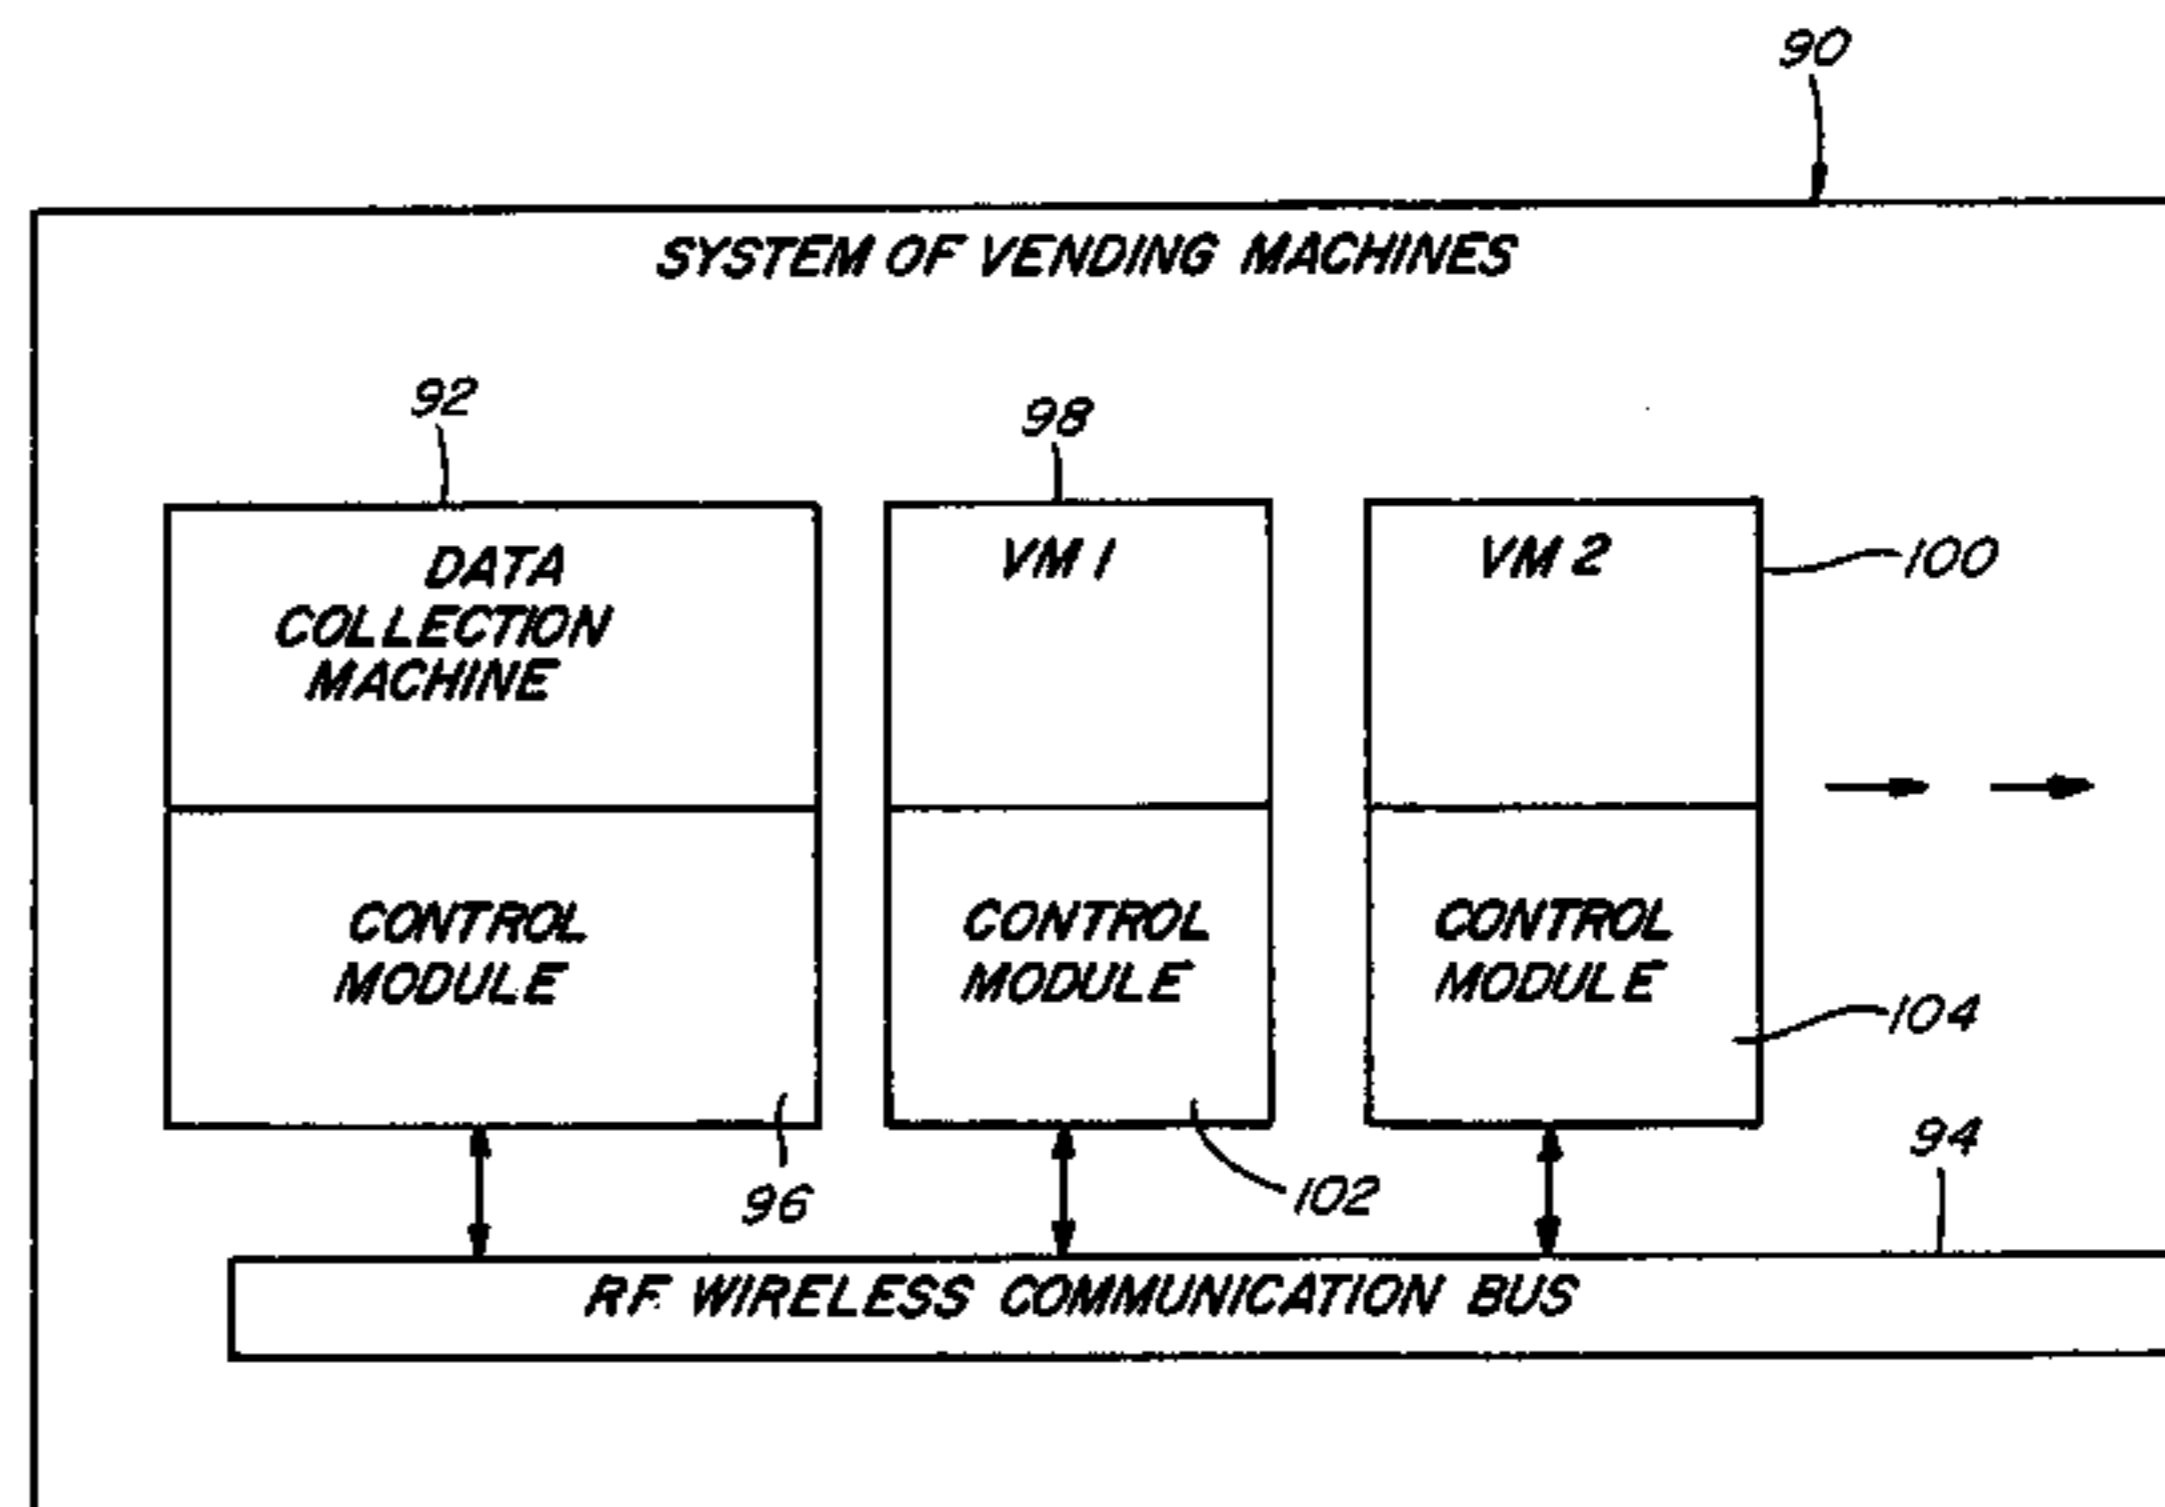 90
SYSTEM OF VENDING MACHINES
92
98
DATA
COLLECTION
MACHINE
VM 1
VM 2
100
CONTROL
MODULE
CONTROL
MODULE
CONTROL
MODULE
104
96
102
94
RF WIRELESS COMMUNICATION BUS